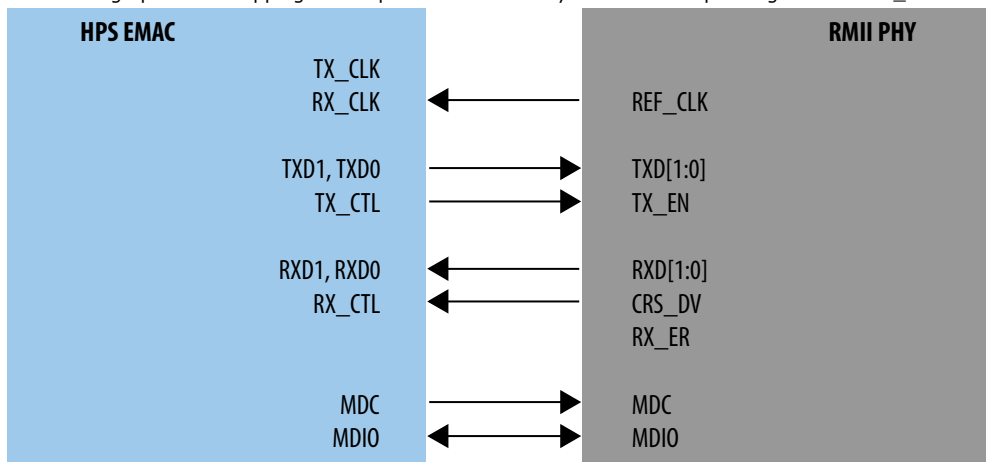 HPS EMAC RMII PHY
TX_CLK
RX_CLK REF_CLK
TXD1, TXD0 TXD[1:0]
TX_CTL TX_EN
RXD1, RXD0 RXD[1:0]
RX_CTL CRS_DV
RX_ER
MDC MDC
MDIO MDIO